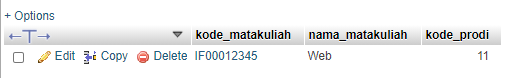 + Options
←T→ kode_matakuliah nama_matakuliah kode_prodi
Edit Copy Delete IF00012345 Web 11